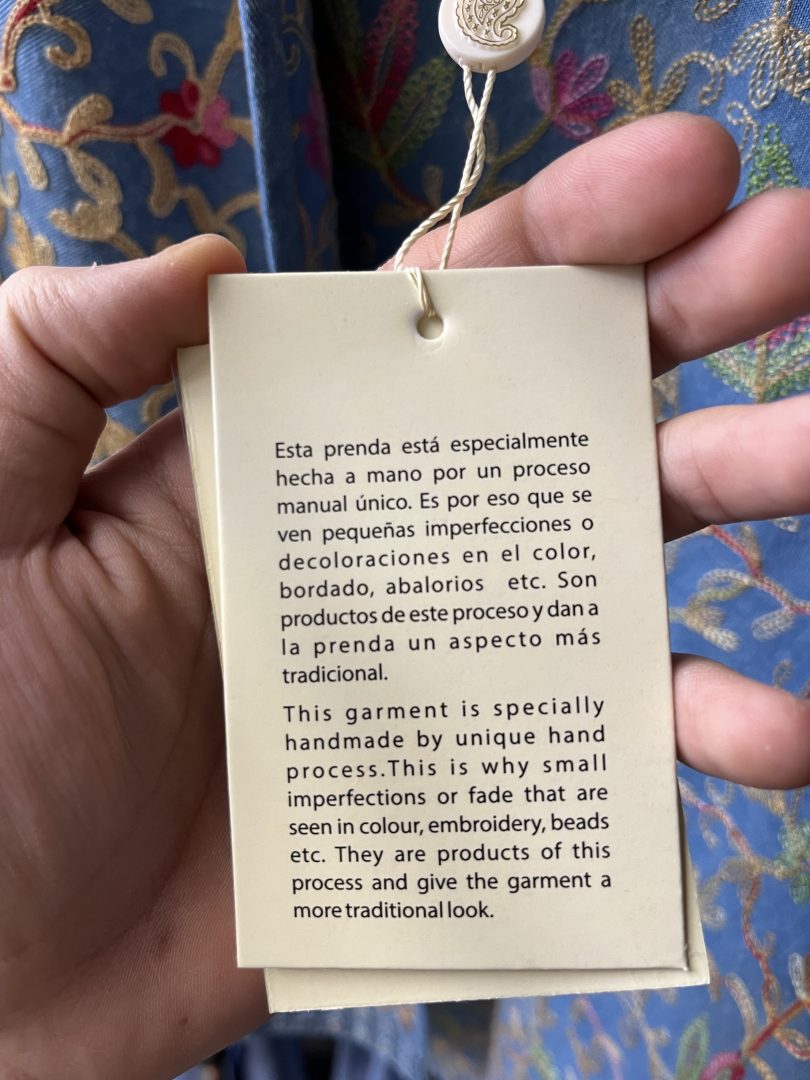 Esta prenda está especialmente
hecha a mano por un proceso
manual único. Es por eso que se
ven pequeñas imperfecciones o
decoloraciones en el color,
bordado, abalorios etc. Son
productos de este proceso y dan a
la prenda un aspecto más
tradicional.
This garment is specially
handmade by unique hand
process.This is why small
imperfections or fade that are
seen in colour, embroidery, beads
etc. They are products of this
process and give the garment a
more traditional look.